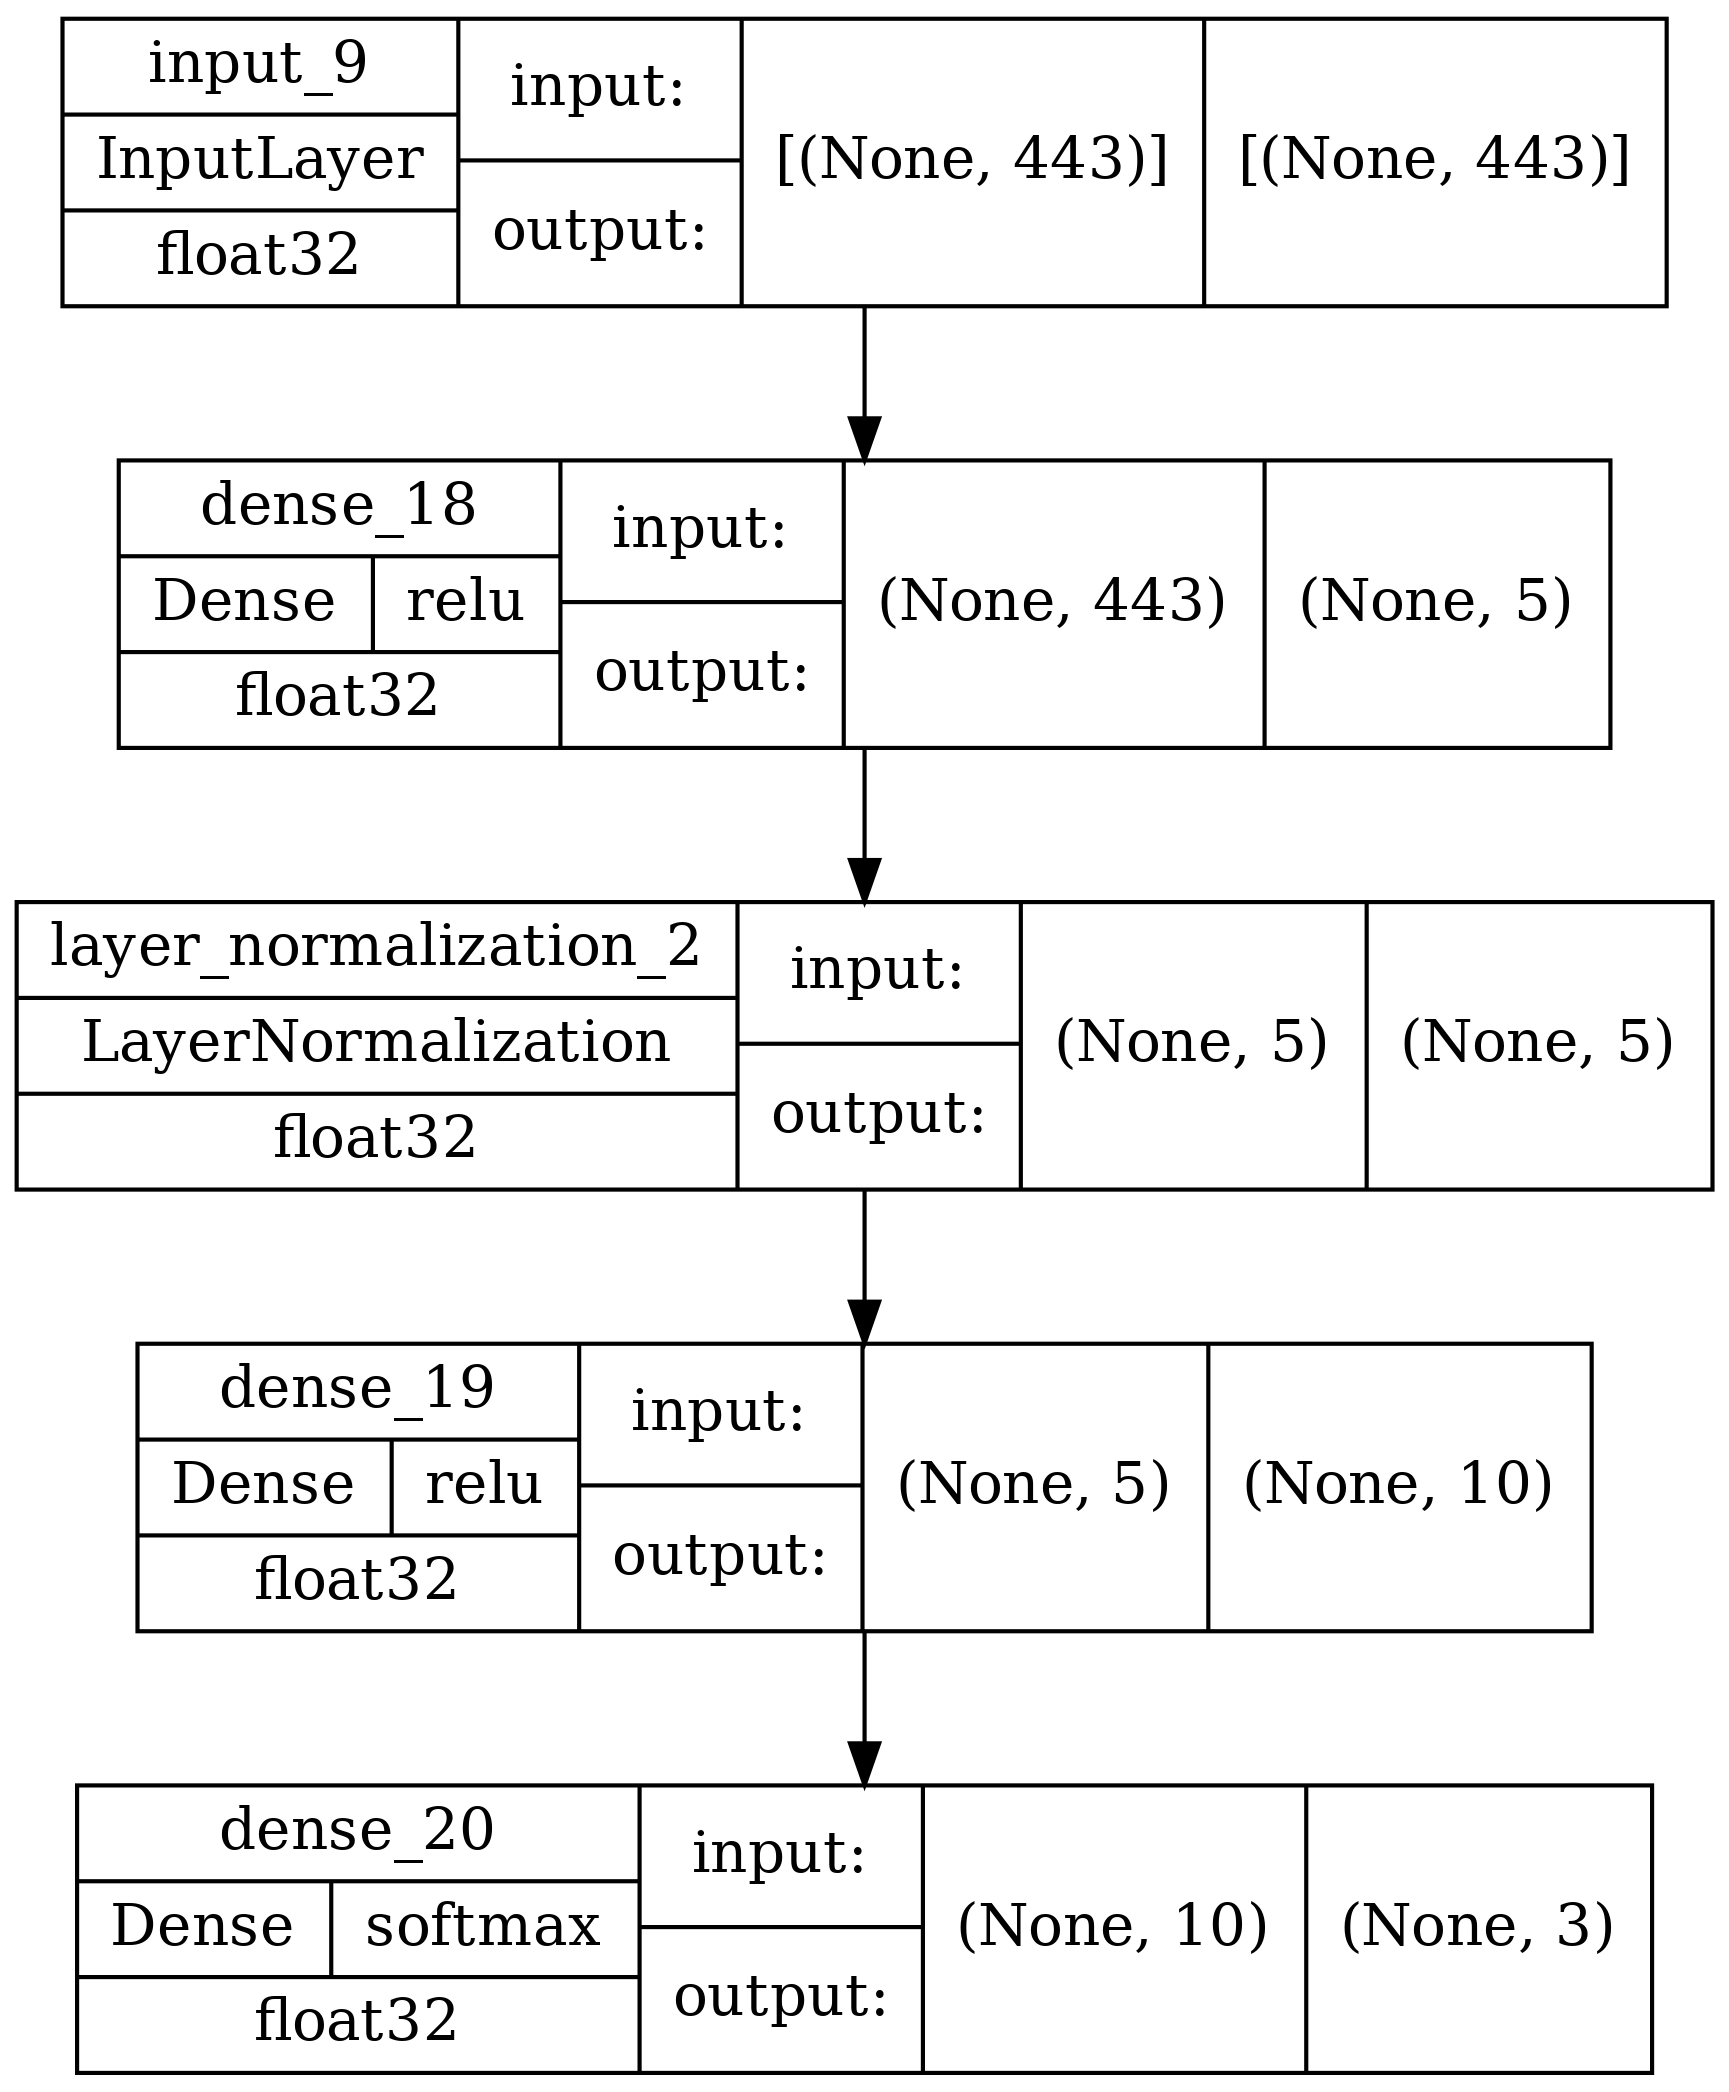 input_9
InputLayer
float32
input:
output:
[(None, 443)]
[(None, 443)]
dense_18
Dense
relu
float32
input:
output:
(None, 443)
(None, 5)
layer_normalization_2
LayerNormalization
float32
input:
output:
(None, 5)
(None, 5)
dense_19
Dense
relu
float32
input:
output:
(None, 5)
(None, 10)
dense_20
Dense
softmax
float32
input:
output:
(None, 10)
(None, 3)